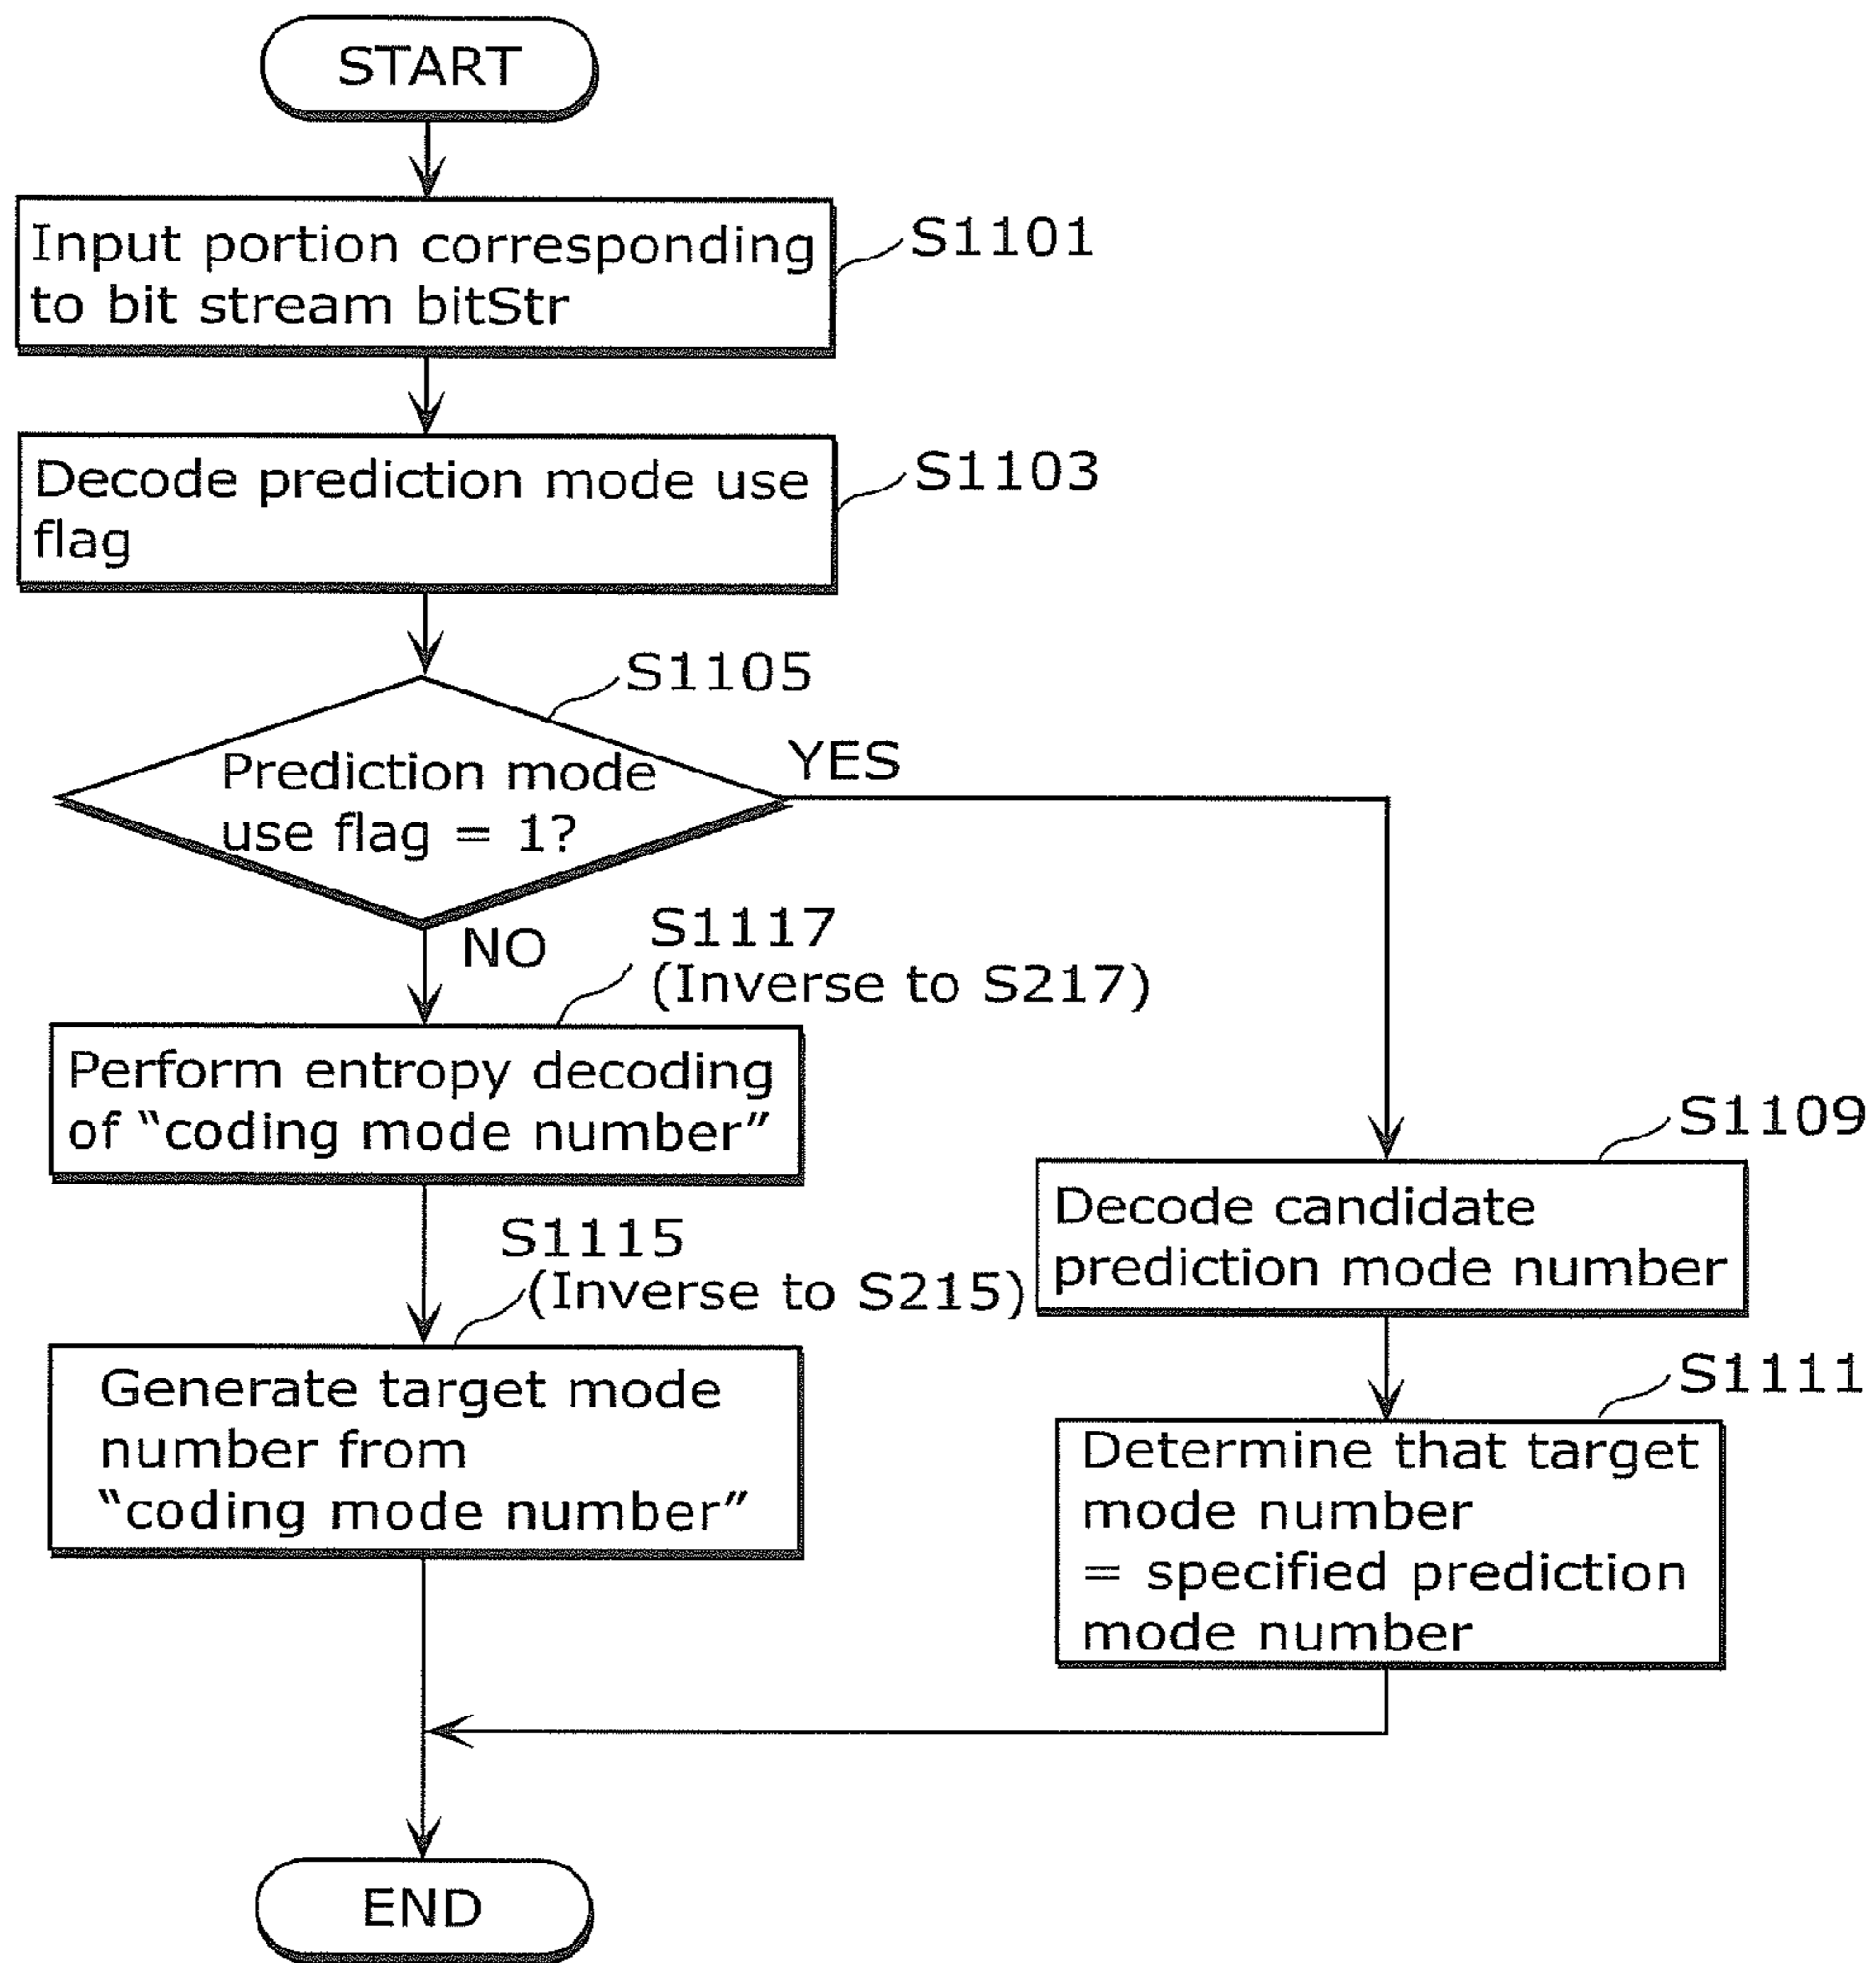 START
Input portion corresponding
to bit stream bitStr
S1101
Decode prediction mode use
flag
S1103
S1105
Prediction mode
use flag = 1?
YES
NO
S1117
(Inverse to S217)
Perform entropy decoding
of “coding mode number”
S1115
(Inverse to S215)
Generate target mode
number from
“coding mode number”
S1109
Decode candidate
prediction mode number
S1111
Determine that target
mode number
= specified prediction
mode number
END